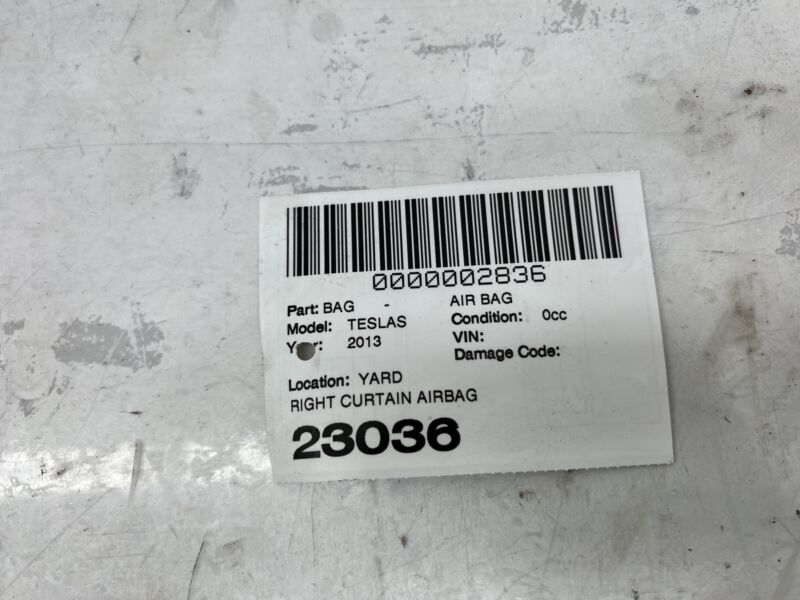 0000002836
Part: BAG - AIR BAG
Model: TESLAS Condition: 0cc
Year: 2013 VIN:
Damage Code:
Location: YARD
RIGHT CURTAIN AIRBAG
23036